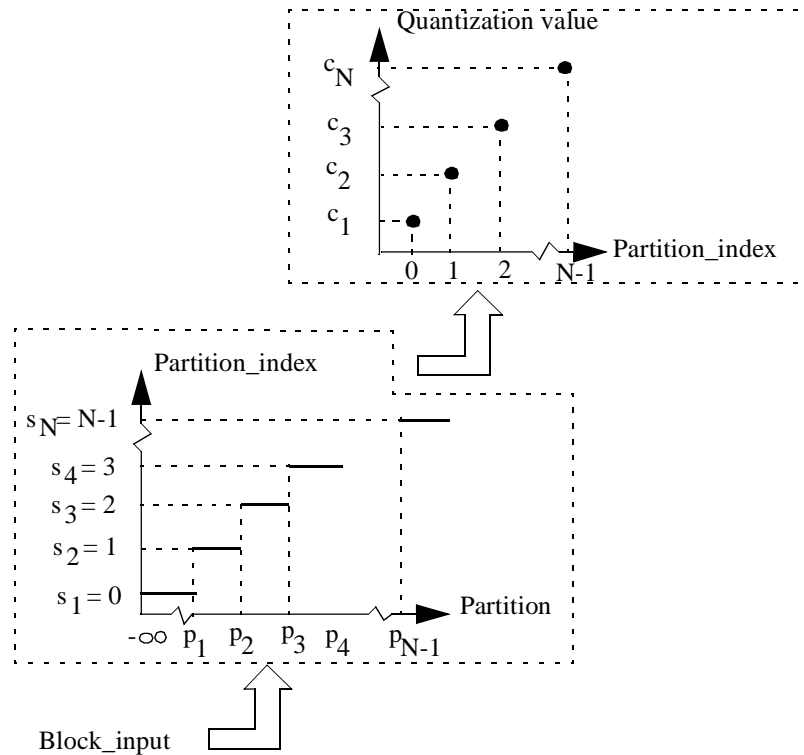 Quantization value
c_N
c_3
c_2
c_1
0 1 2 N-1
Partition_index
Partition_index
s_N = N-1
s_4 = 3
s_3 = 2
s_2 = 1
s_1 = 0
Partition
-∞ p_1 p_2 p_3 p_4 p_N-1
Block_input